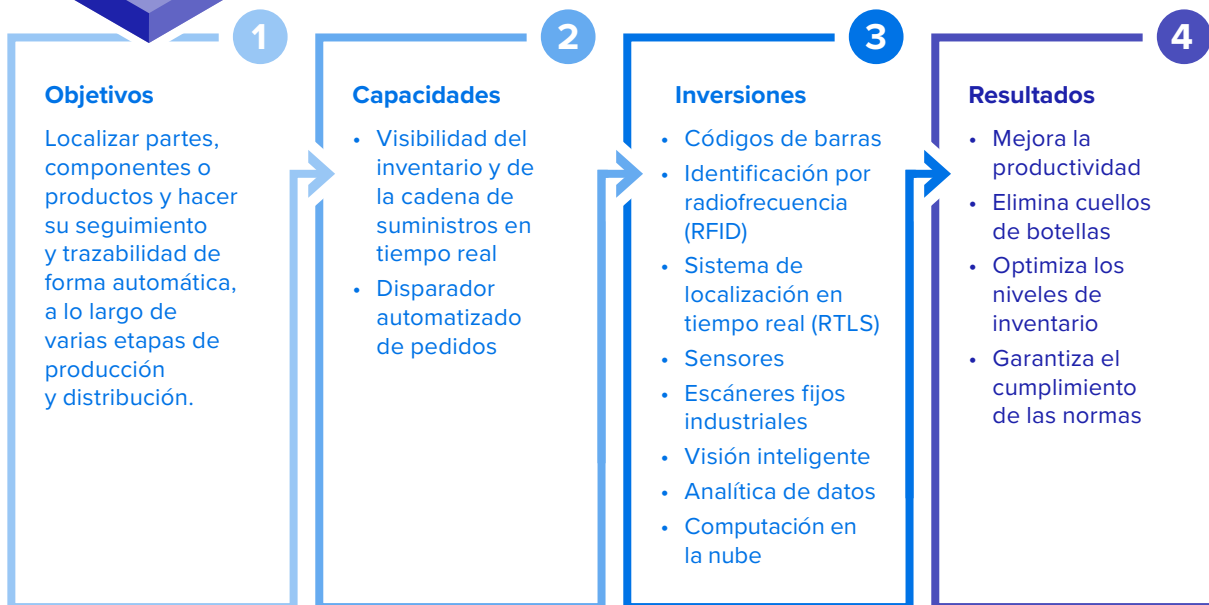 1
Objetivos
Localizar partes,
componentes o
productos y hacer
su seguimiento
y trazabilidad de
forma automática,
a lo largo de
varias etapas de
producción
y distribución.
2
Capacidades
• Visibilidad del
inventario y de
la cadena de
suministros en
tiempo real
• Disparador
automatizado
de pedidos
3
Inversiones
• Códigos de barras
• Identificación por
radiofrecuencia
(RFID)
• Sistema de
localización en
tiempo real (RTLS)
• Sensores
• Escáneres fijos
industriales
• Visión inteligente
• Analítica de datos
• Computación en
la nube
4
Resultados
• Mejora la
productividad
• Elimina cuellos
de botellas
• Optimiza los
niveles de
inventario
• Garantiza el
cumplimiento
de las normas